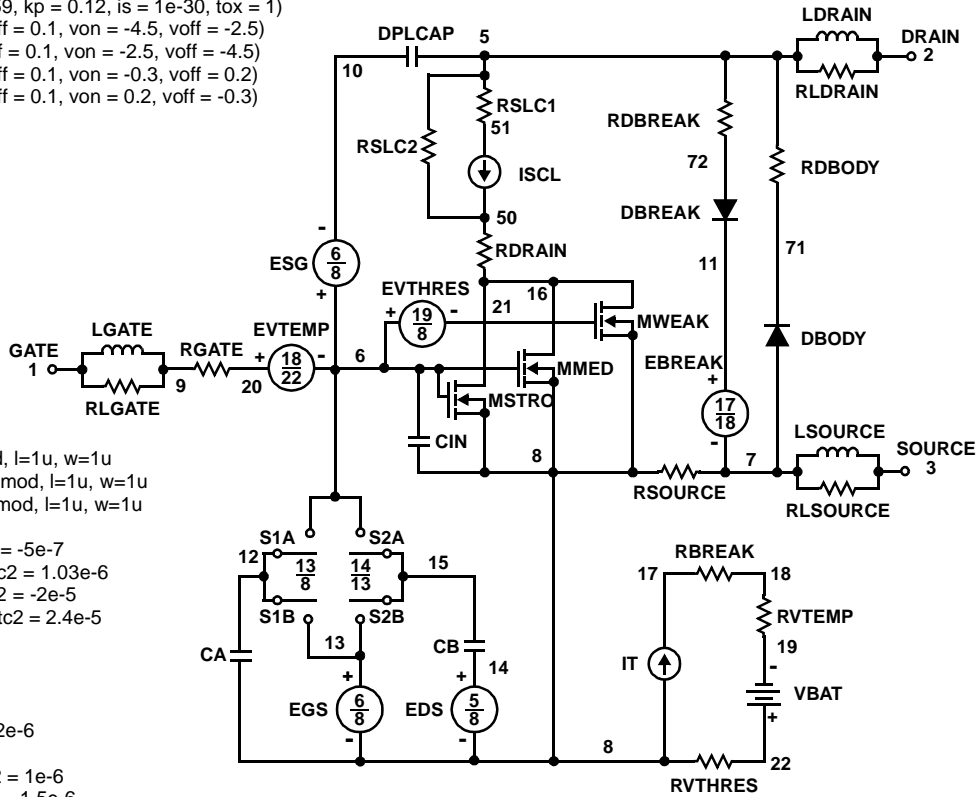 59, kp = 0.12, is = 1e-30, tox = 1)
ff = 0.1, von = -4.5, voff = -2.5)
f = 0.1, von = -2.5, voff = -4.5)
ff = 0.1, von = -0.3, voff = 0.2)
ff = 0.1, von = 0.2, voff = -0.3)
DPLCAP
5
10
LDRAIN
DRAIN
2
RLDRAIN
RSLC1
51
RSLC2
ISCL
50
RDRAIN
RDBREAK
72
RDBODY
DBREAK
11
71
ESG
6
8
-
+
EVTHRES
+
19
8
-
21
16
MWEAK
LGATE
GATE
1
RLGATE
9
RGATE
20
EVTEMP
+
18
22
-
6
MMED
MSTRO
CIN
8
DBODY
EBREAK
+
17
18
-
7
LSOURCE
SOURCE
3
RSOURCE
RLSOURCE
d, l=1u, w=1u
mod, l=1u, w=1u
mod, l=1u, w=1u
= -5e-7
c2 = 1.03e-6
2 = -2e-5
tc2 = 2.4e-5
2e-6
2 = 1e-6
S1A
S2A
12
13
8
14
13
15
S1B
S2B
13
CA
CB
14
+
EGS
6
8
-
+
EDS
5
8
-
8
RBREAK
17
18
RVTEMP
19
IT
-
VBAT
+
22
RVTHRES